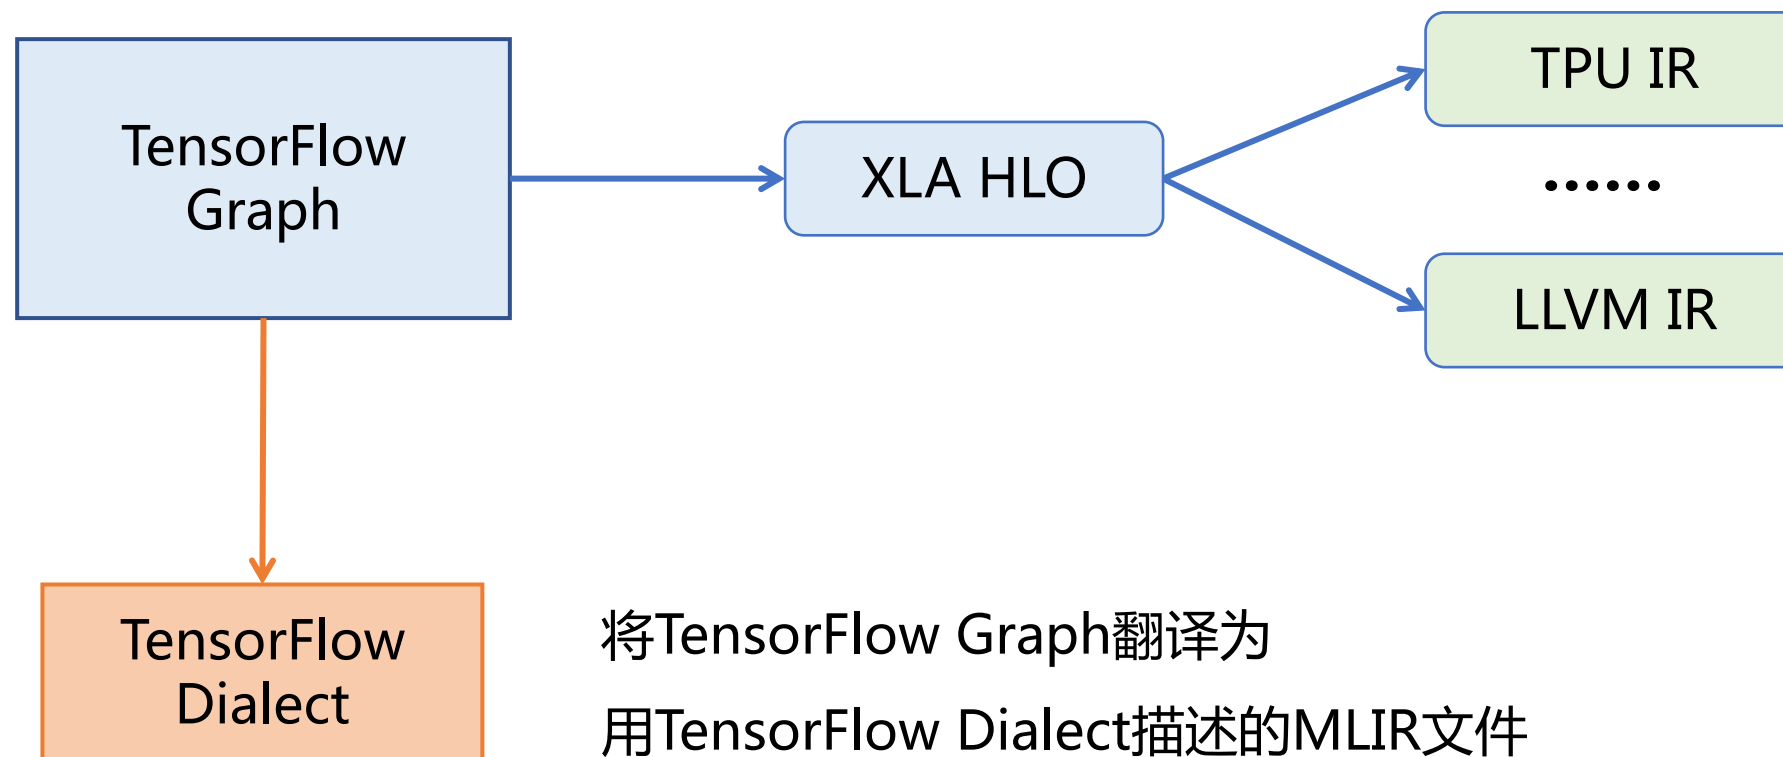 TensorFlow
Graph
XLA HLO
TPU IR
······
LLVM IR
TensorFlow
Dialect
将TensorFlow Graph翻译为
用TensorFlow Dialect描述的MLIR文件